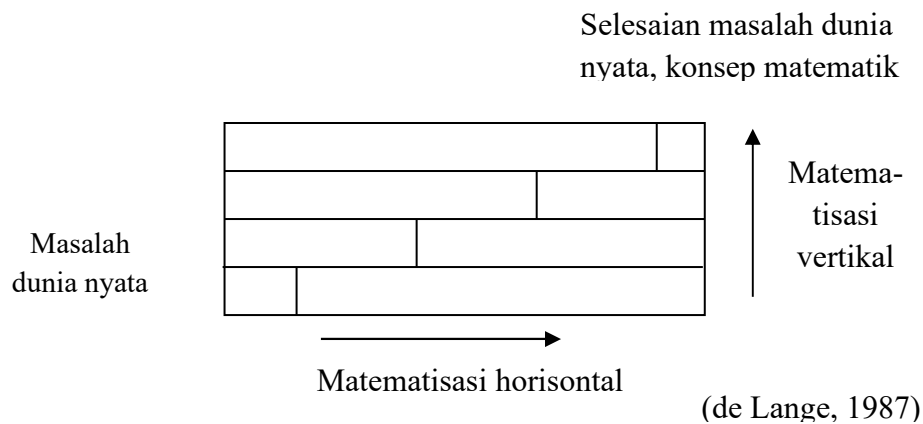 Selesaian masalah dunia
nyata, konsep matematik
Matema-
tisasi
vertikal
Masalah
dunia nyata
Matematisasi horisontal
(de Lange, 1987)